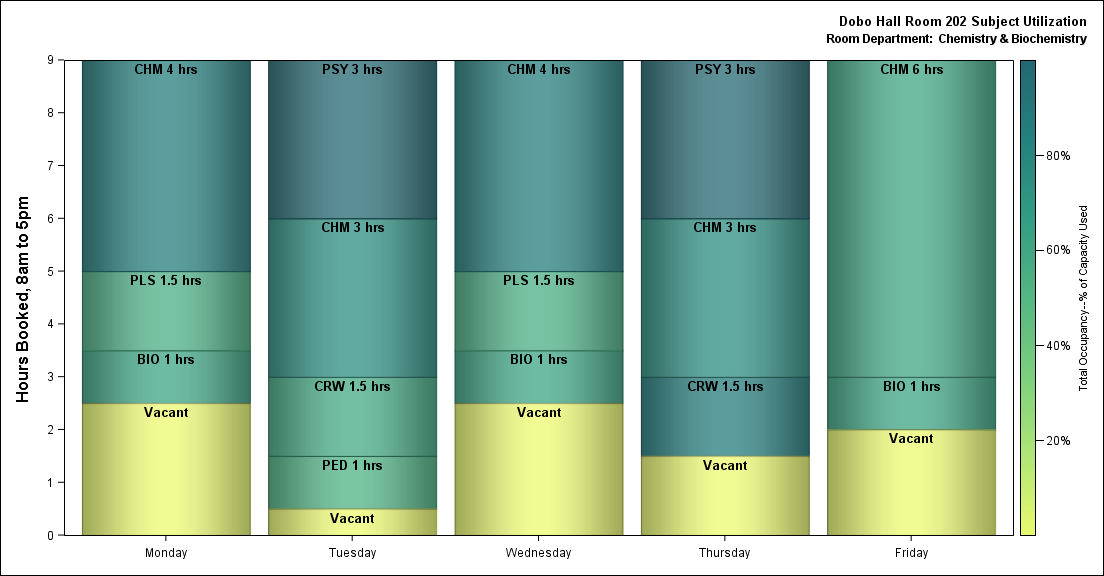 Dobo Hall Room 202 Subject Utilization
Room Department: Chemistry & Biochemistry
Hours Booked, 8am to 5pm
9
8
7
6
5
4
3
2
1
0
CHM 4 hrs
PLS 1.5 hrs
BIO 1 hrs
Vacant
PSY 3 hrs
CHM 3 hrs
CRW 1.5 hrs
PED 1 hrs
Vacant
CHM 4 hrs
PLS 1.5 hrs
BIO 1 hrs
Vacant
PSY 3 hrs
CHM 3 hrs
CRW 1.5 hrs
Vacant
CHM 6 hrs
BIO 1 hrs
Vacant
Monday
Tuesday
Wednesday
Thursday
Friday
80%
60%
40%
20%
Total Occupancy--% of Capacity Used